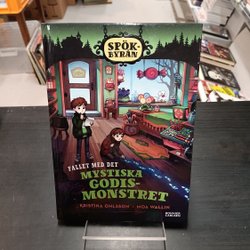 SPÖK-
BYRÅN
FALLET MED DET
MYSTISKA
GODIS-
MONSTRET
KRISTINA OHLSSON • MOA WALLIN